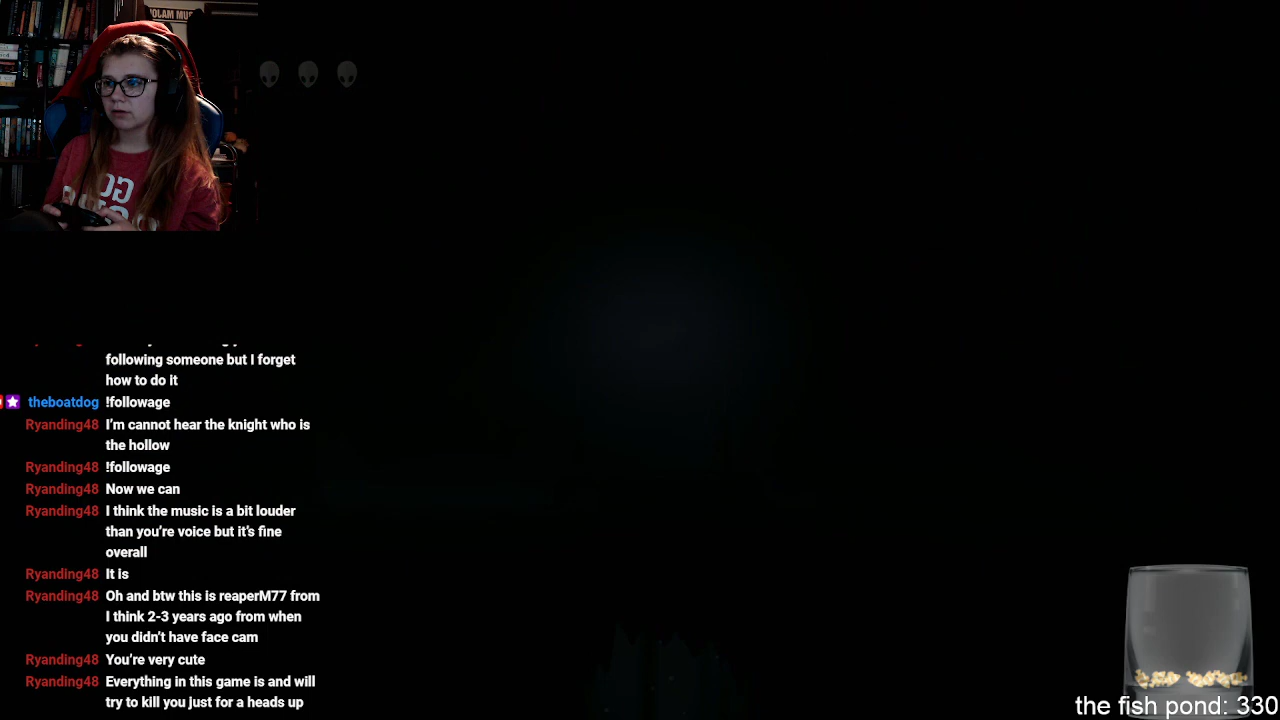 following someone but I forget
how to do it
theboatdog !followage
Ryanding48 I'm cannot hear the knight who is
the hollow
Ryanding48 !followage
Ryanding48 Now we can
Ryanding48 I think the music is a bit louder
than you're voice but it's fine
overall
Ryanding48 It is
Ryanding48 Oh and btw this is reaperM77 from
I think 2-3 years ago from when
you didn't have face cam
Ryanding48 You're very cute
Ryanding48 Everything in this game is and will
try to kill you just for a heads up
the fish pond: 330